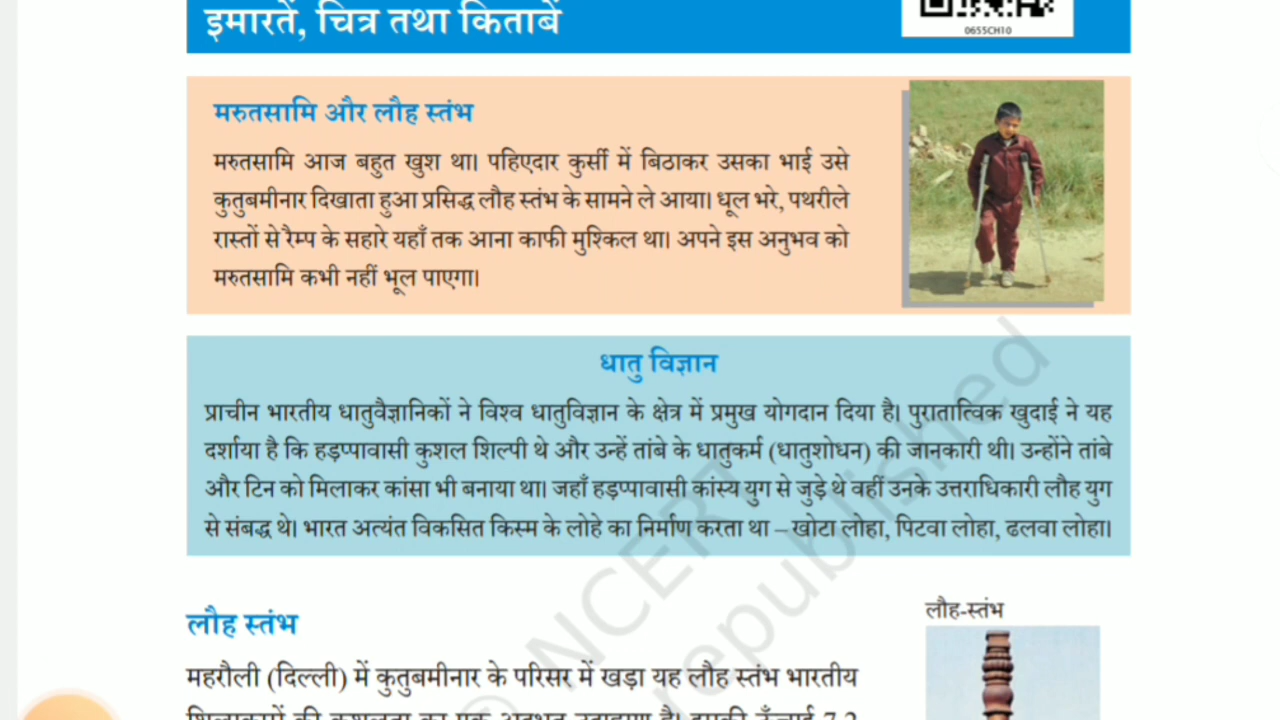 इमारतें, चित्र तथा किताबें
0655CH10
मरुतसामि और लौह स्तंभ
मरुतसामि आज बहुत खुश था। पहिएदार कुर्सी में बिठाकर उसका भाई उसे
कुतुबमीनार दिखाता हुआ प्रसिद्ध लौह स्तंभ के सामने ले आया। धूल भरे, पथरीले
रास्तों से रैम्प के सहारे यहाँ तक आना काफी मुश्किल था। अपने इस अनुभव को
मरुतसामि कभी नहीं भूल पाएगा।
धातु विज्ञान
प्राचीन भारतीय धातुवैज्ञानिकों ने विश्व धातुविज्ञान के क्षेत्र में प्रमुख योगदान दिया है। पुरातात्विक खुदाई ने यह
दर्शाया है कि हड़प्पावासी कुशल शिल्पी थे और उन्हें तांबे के धातुकर्म (धातुशोधन) की जानकारी थी। उन्होंने तांबे
और टिन को मिलाकर कांसा भी बनाया था। जहाँ हड़प्पावासी कांस्य युग से जुड़े थे वहीं उनके उत्तराधिकारी लौह युग
से संबद्ध थे। भारत अत्यंत विकसित किस्म के लोहे का निर्माण करता था – खोटा लोहा, पिटवा लोहा, ढलवा लोहा।
लौह स्तंभ
लौह-स्तंभ
महरौली (दिल्ली) में कुतुबमीनार के परिसर में खड़ा यह लौह स्तंभ भारतीय
© NCERT
republished